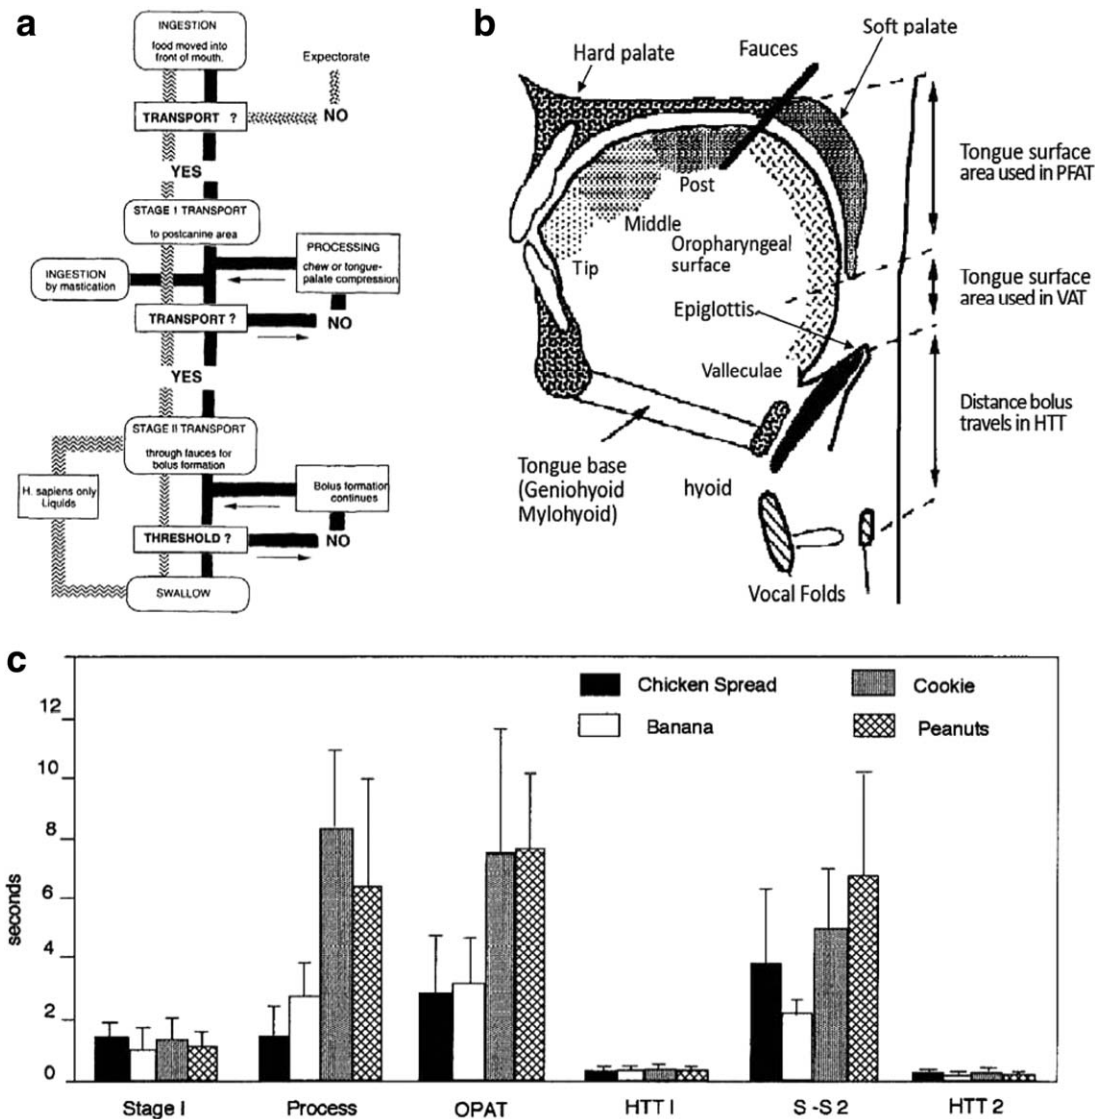 a
INGESTION
food moved into
front of mouth.
Expectorate
TRANSPORT ?
NO
YES
STAGE I TRANSPORT
to postcanine area
PROCESSING
chew or tongue-
palate compression
INGESTION
by mastication
TRANSPORT ?
NO
YES
STAGE II TRANSPORT
through fauces for
bolus formation
H. sapiens only
Liquids
Bolus formation
continues
THRESHOLD ?
NO
SWALLOW
b
Hard palate
Fauces
Soft palate
Post
Middle
Tip
Oropharyngeal
surface
Epiglottis
Valleculae
Tongue surface
area used in PFAT
Tongue surface
area used in VAT
Distance bolus
travels in HTT
Tongue base
(Geniohyoid
Mylohyoid)
hyoid
Vocal Folds
c
Chicken Spread
Cookie
Banana
Peanuts
seconds
12
10
8
6
4
2
0
Stage I
Process
OPAT
HTT I
S -S 2
HTT 2